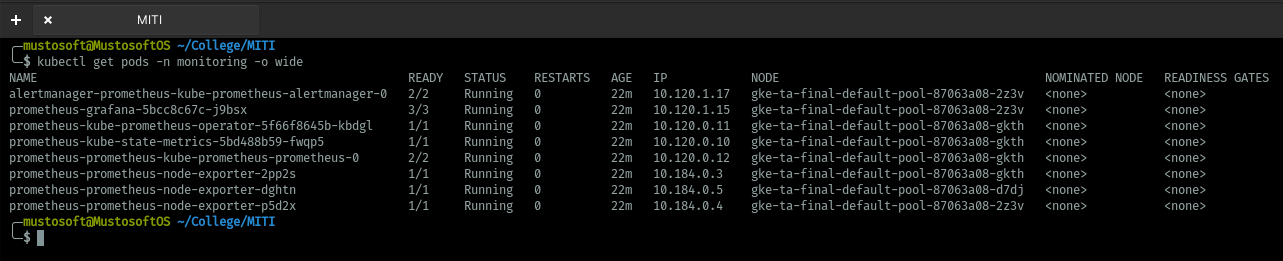 + × MITI
╭─mustosoft@MustosoftOS ~/College/MITI
╰─$ kubectl get pods -n monitoring -o wide
NAME READY STATUS RESTARTS AGE IP NODE NOMINATED NODE READINESS GATES
alertmanager-prometheus-kube-prometheus-alertmanager-0 2/2 Running 0 22m 10.120.1.17 gke-ta-final-default-pool-87063a08-2z3v <none> <none>
prometheus-grafana-5bcc8c67c-j9bsx 3/3 Running 0 22m 10.120.1.15 gke-ta-final-default-pool-87063a08-2z3v <none> <none>
prometheus-kube-prometheus-operator-5f66f8645b-kbdgl 1/1 Running 0 22m 10.120.0.11 gke-ta-final-default-pool-87063a08-gkth <none> <none>
prometheus-kube-state-metrics-5bd488b59-fwqp5 1/1 Running 0 22m 10.120.0.10 gke-ta-final-default-pool-87063a08-gkth <none> <none>
prometheus-prometheus-kube-prometheus-prometheus-0 2/2 Running 0 22m 10.120.0.12 gke-ta-final-default-pool-87063a08-gkth <none> <none>
prometheus-prometheus-node-exporter-2pp2s 1/1 Running 0 22m 10.184.0.3 gke-ta-final-default-pool-87063a08-gkth <none> <none>
prometheus-prometheus-node-exporter-dghtn 1/1 Running 0 22m 10.184.0.5 gke-ta-final-default-pool-87063a08-d7dj <none> <none>
prometheus-prometheus-node-exporter-p5d2x 1/1 Running 0 22m 10.184.0.4 gke-ta-final-default-pool-87063a08-2z3v <none> <none>
╭─mustosoft@MustosoftOS ~/College/MITI
╰─$